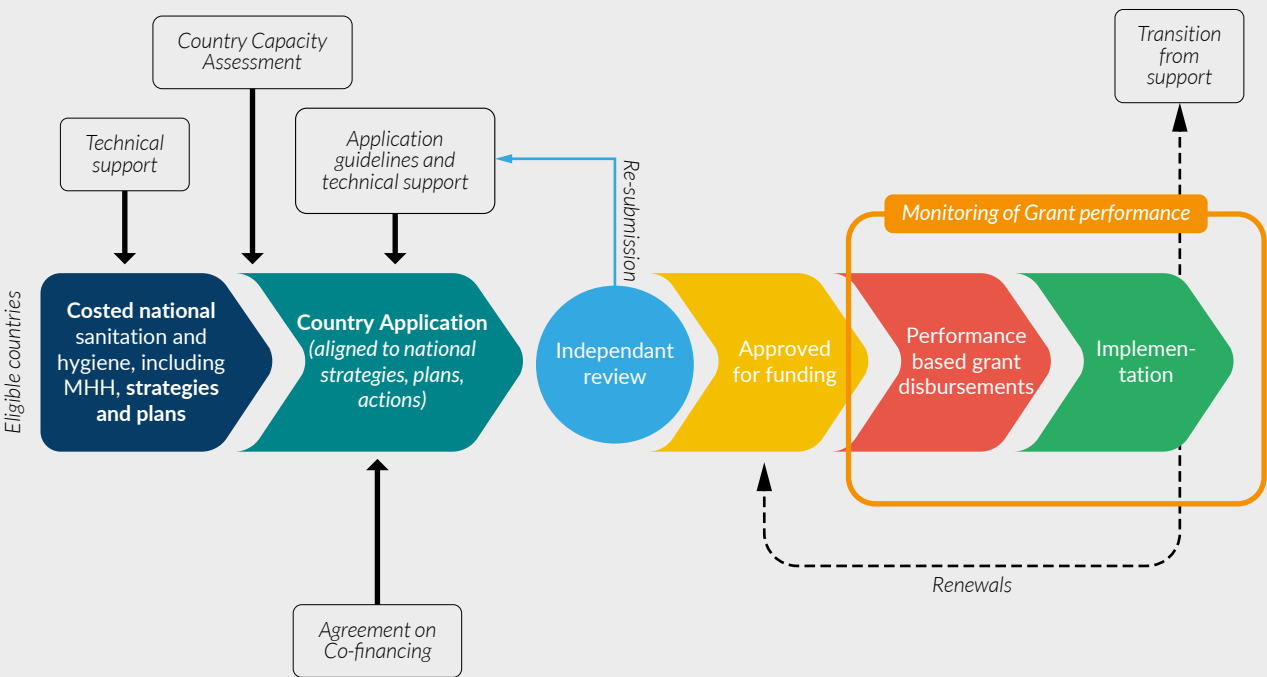 Country Capacity
Assessment
Transition
from
support
Technical
support
Application
guidelines and
technical support
Re-submission
Monitoring of Grant performance
Eligible countries
Costed national
sanitation and
hygiene, including
MHH, strategies
and plans
Country Application
(aligned to national
strategies, plans,
actions)
Independant
review
Approved
for funding
Performance
based grant
disbursements
Implemen-
tation
Renewals
Agreement on
Co-financing